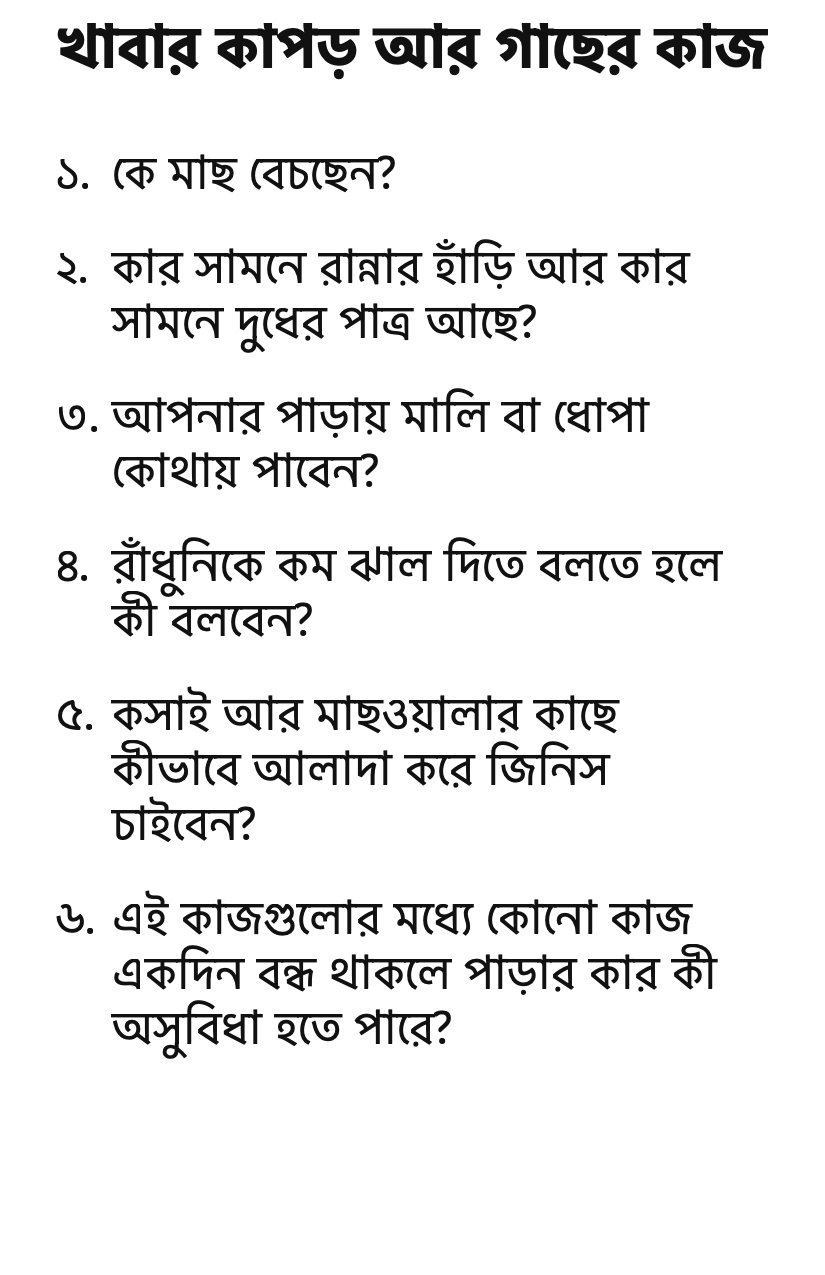 খাবার কাপড় আর গাছের কাজ
১. কে মাছ বেচছেন?
২. কার সামনে রান্নার হাঁড়ি আর কার
সামনে দুধের পাত্র আছে?
৩. আপনার পাড়ায় মালি বা ধোপা
কোথায় পাবেন?
৪. রাঁধুনিকে কম ঝাল দিতে বলতে হলে
কী বলবেন?
৫. কসাই আর মাছওয়ালার কাছে
কীভাবে আলাদা করে জিনিস
চাইবেন?
৬. এই কাজগুলোর মধ্যে কোনো কাজ
একদিন বন্ধ থাকলে পাড়ার কার কী
অসুবিধা হতে পারে?